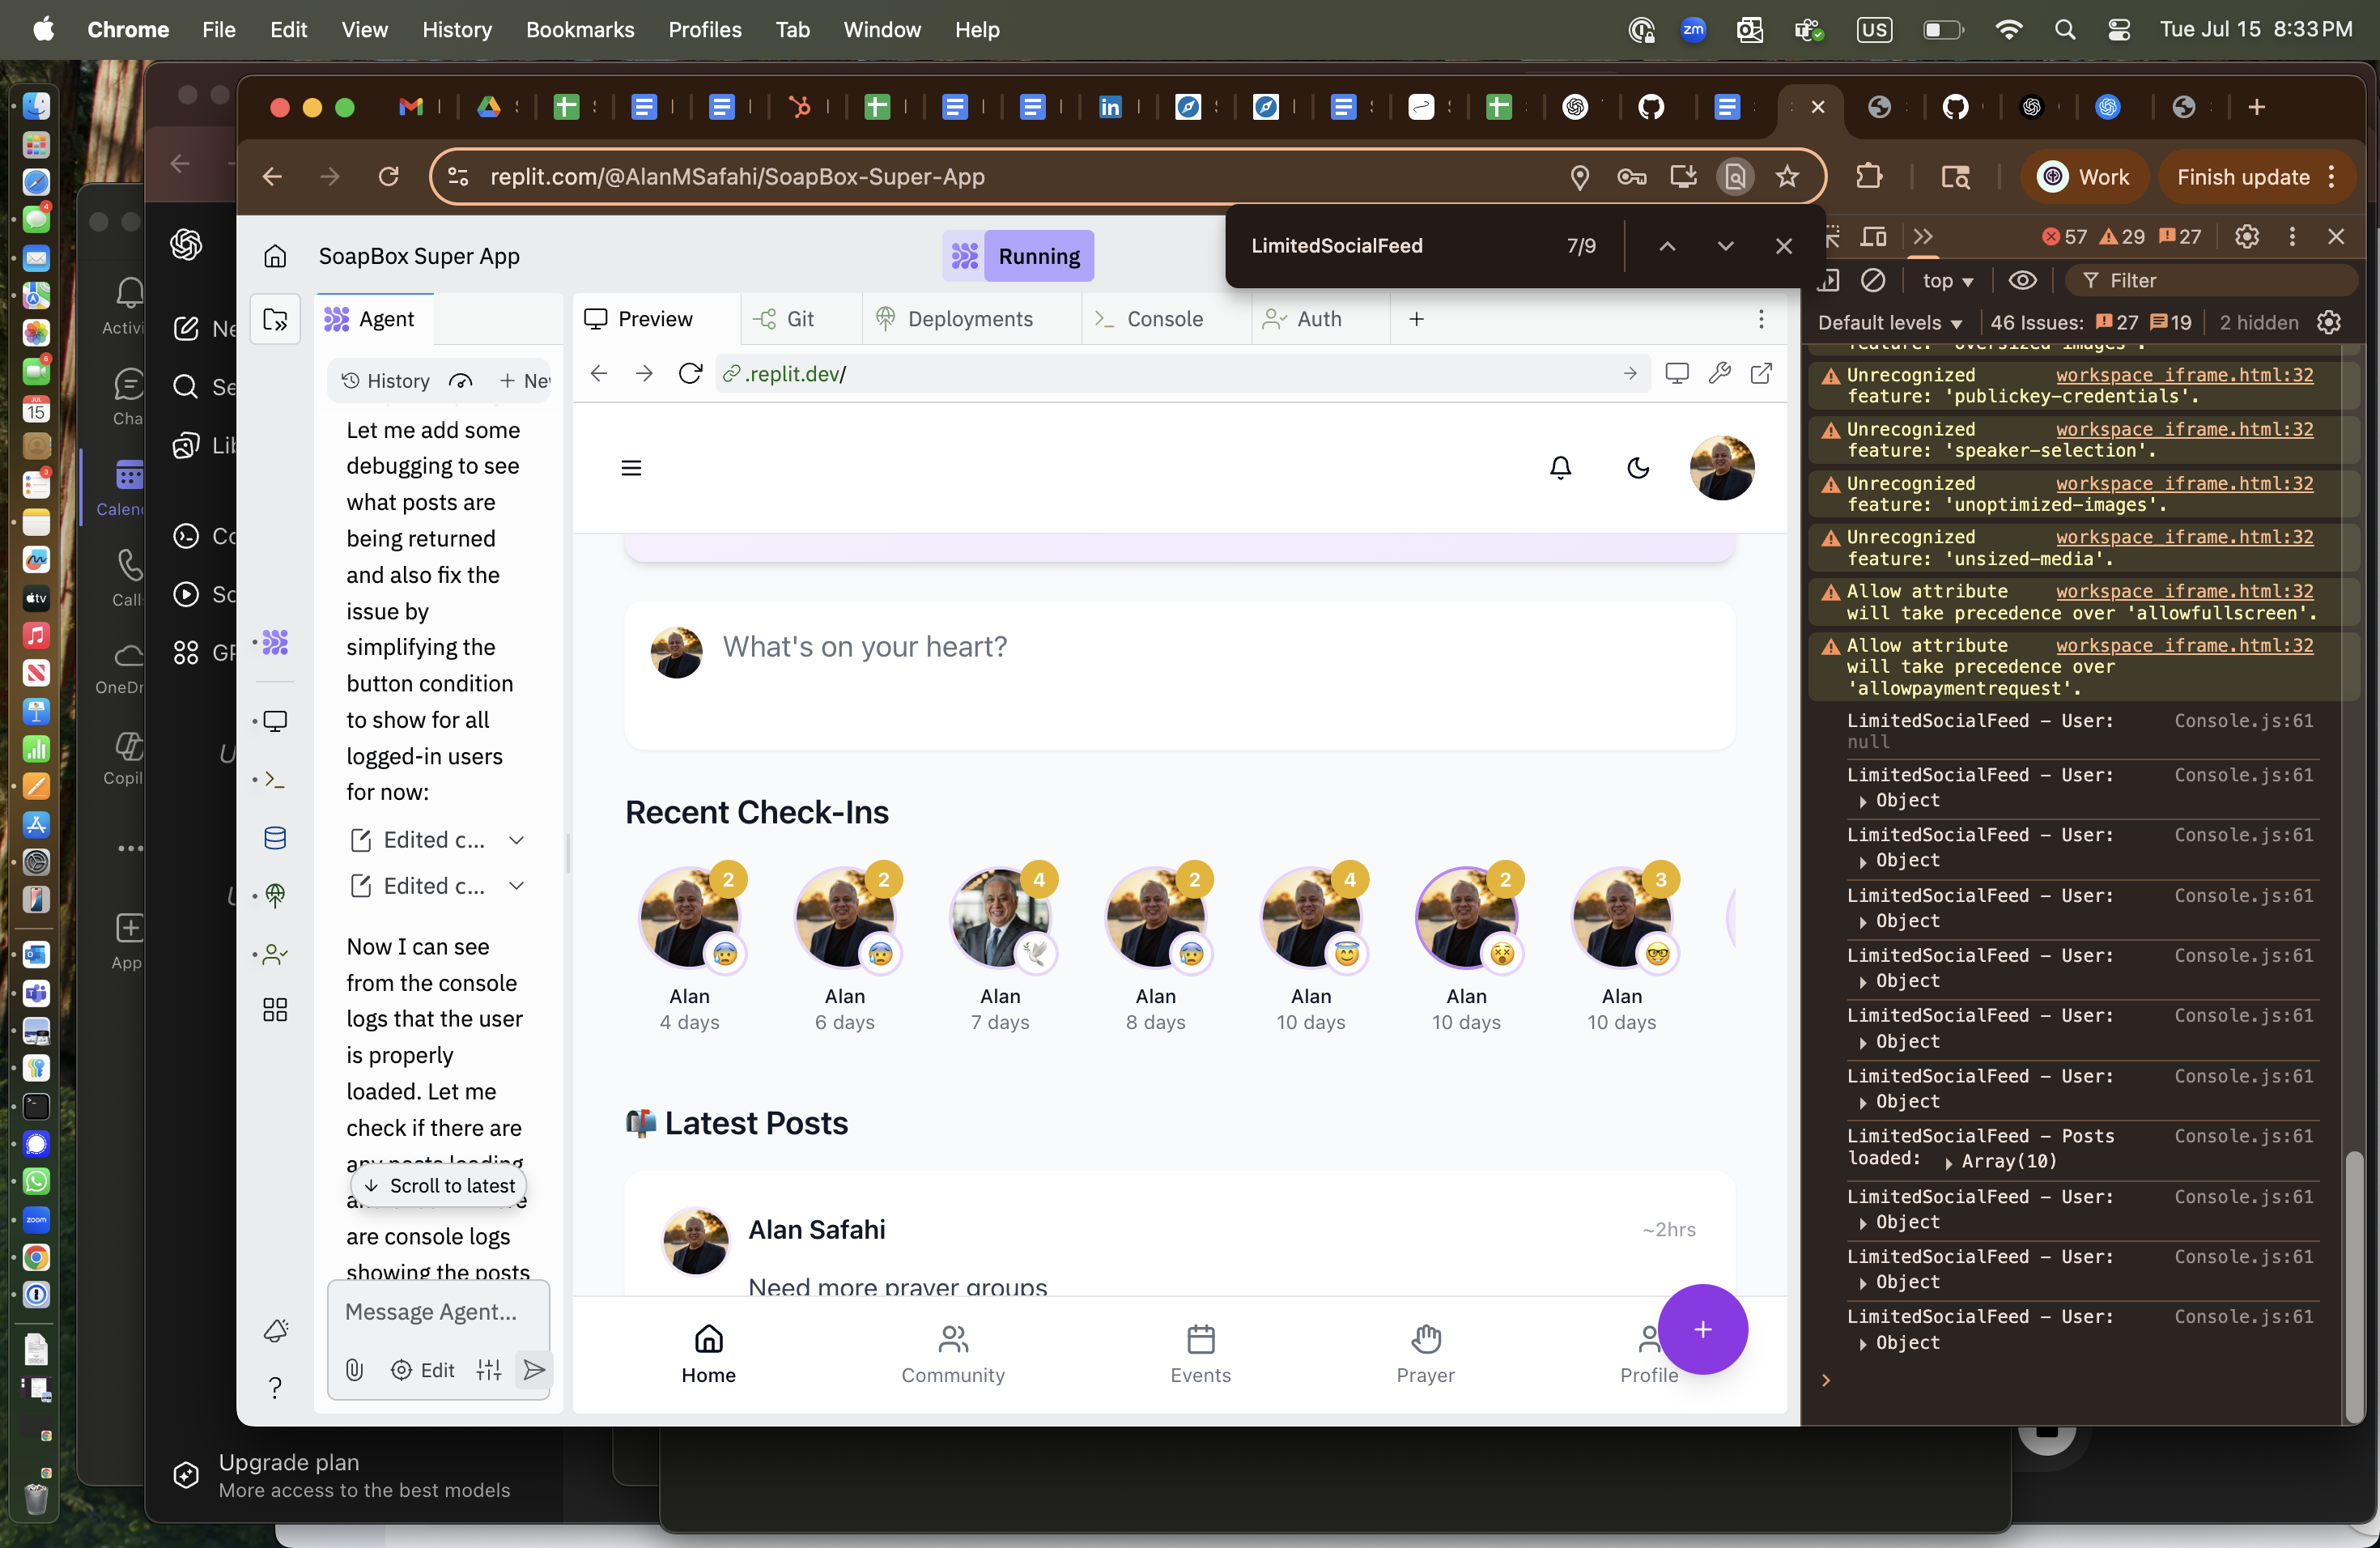 Chrome File Edit View History Bookmarks Profiles Tab Window Help
zm
US
Tue Jul 15 8:33 PM
replit.com/@AlanMSafahi/SoapBox-Super-App
Work
Finish update
LimitedSocialFeed 7/9
SoapBox Super App
Running
Agent
History
+ Ne
Let me add some
debugging to see
what posts are
being returned
and also fix the
issue by
simplifying the
button condition
to show for all
logged-in users
for now:
Edited c...
Edited c...
Now I can see
from the console
logs that the user
is properly
loaded. Let me
check if there are
any posts loading
Scroll to latest
are console logs
showing the posts
Message Agent...
Edit
Preview
Git
Deployments
Console
Auth
.replit.dev/
What's on your heart?
Recent Check-Ins
2 2 4 2 4 2 3
Alan Alan Alan Alan Alan Alan Alan
4 days 6 days 7 days 8 days 10 days 10 days 10 days
📬 Latest Posts
Alan Safahi ~2hrs
Need more prayer groups
Home
Community
Events
Prayer
Profile
57 29 27
top
Filter
Default levels 46 Issues: 27 19 2 hidden
feature: 'oversized-images'.
Unrecognized workspace_iframe.html:32
feature: 'publickey-credentials'.
Unrecognized workspace_iframe.html:32
feature: 'speaker-selection'.
Unrecognized workspace_iframe.html:32
feature: 'unoptimized-images'.
Unrecognized workspace_iframe.html:32
feature: 'unsized-media'.
Allow attribute workspace_iframe.html:32
will take precedence over 'allowfullscreen'.
Allow attribute workspace_iframe.html:32
will take precedence over
'allowpaymentrequest'.
LimitedSocialFeed – User: Console.js:61
null
LimitedSocialFeed – User: Console.js:61
Object
LimitedSocialFeed – User: Console.js:61
Object
LimitedSocialFeed – User: Console.js:61
Object
LimitedSocialFeed – User: Console.js:61
Object
LimitedSocialFeed – User: Console.js:61
Object
LimitedSocialFeed – User: Console.js:61
Object
LimitedSocialFeed – Posts Console.js:61
loaded: Array(10)
LimitedSocialFeed – User: Console.js:61
Object
LimitedSocialFeed – User: Console.js:61
Object
LimitedSocialFeed – User: Console.js:61
Object
Activi
Cha
Calend
Call
OneDr
Copil
App
Ne
Se
Lib
Co
So
GP
Upgrade plan
More access to the best models